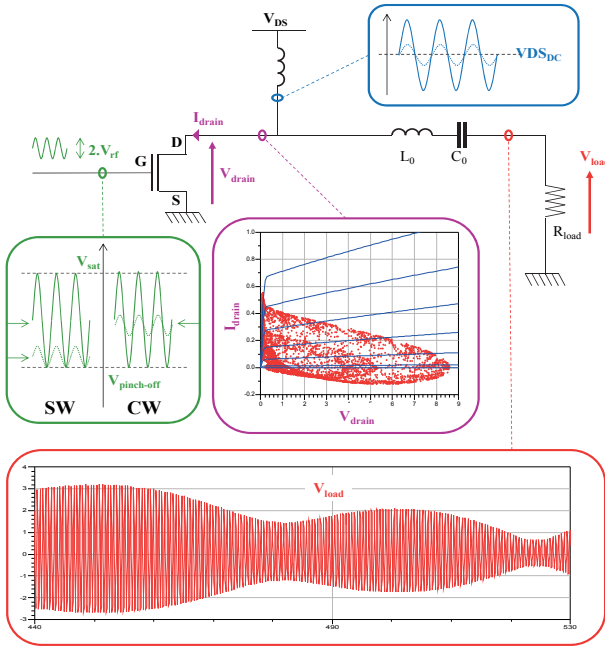 V_DS
VDS_DC
I_drain
D
2.V_rf
G
V_drain
S
L_0
C_0
V_load
R_load
V_sat
V_pinch-off
SW
CW
1.0
0.8
0.6
0.4
0.2
0.0
-0.2
I_drain
0 1 2 3 4 5 6 7 8 9
V_drain
V_load
4
3
2
1
0
-1
-2
-3
440 490 530